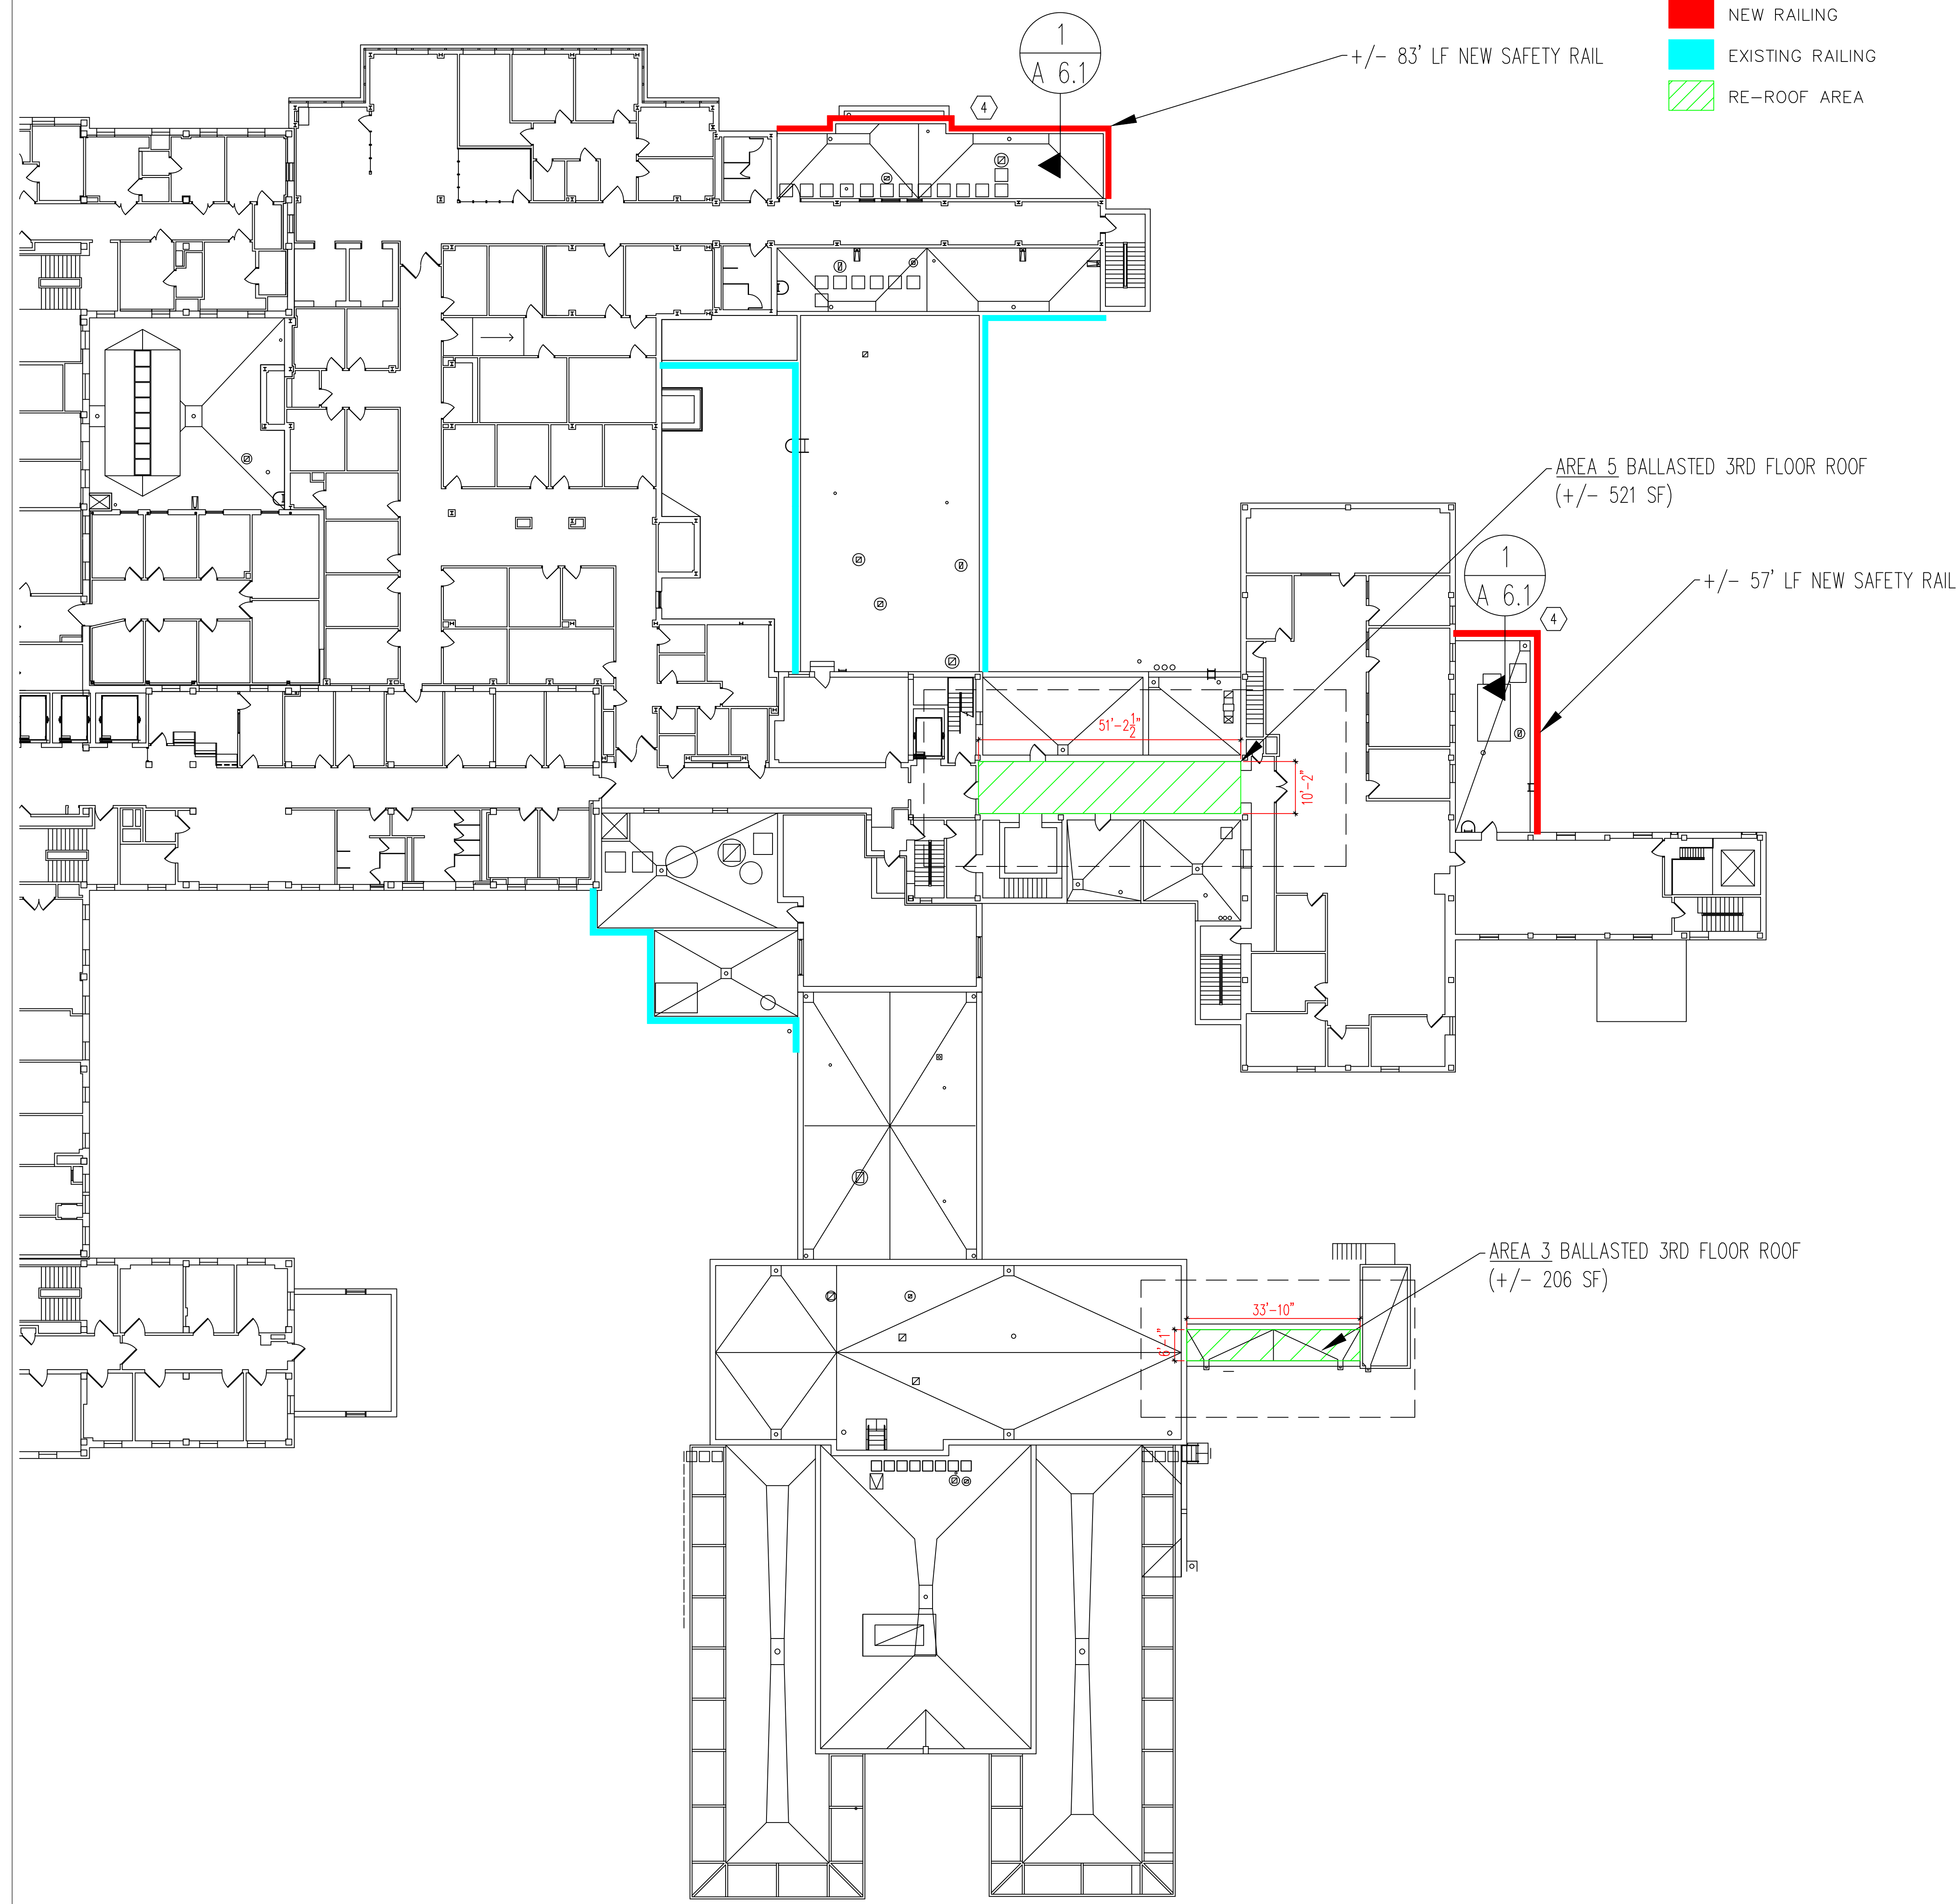 NEW RAILING
EXISTING RAILING
RE-ROOF AREA
1
A 6.1
+/- 83' LF NEW SAFETY RAIL
4
AREA 5 BALLASTED 3RD FLOOR ROOF
(+/- 521 SF)
1
A 6.1
+/- 57' LF NEW SAFETY RAIL
4
51'-2 1/2"
10'-2"
AREA 3 BALLASTED 3RD FLOOR ROOF
(+/- 206 SF)
33'-10"
6'-1"